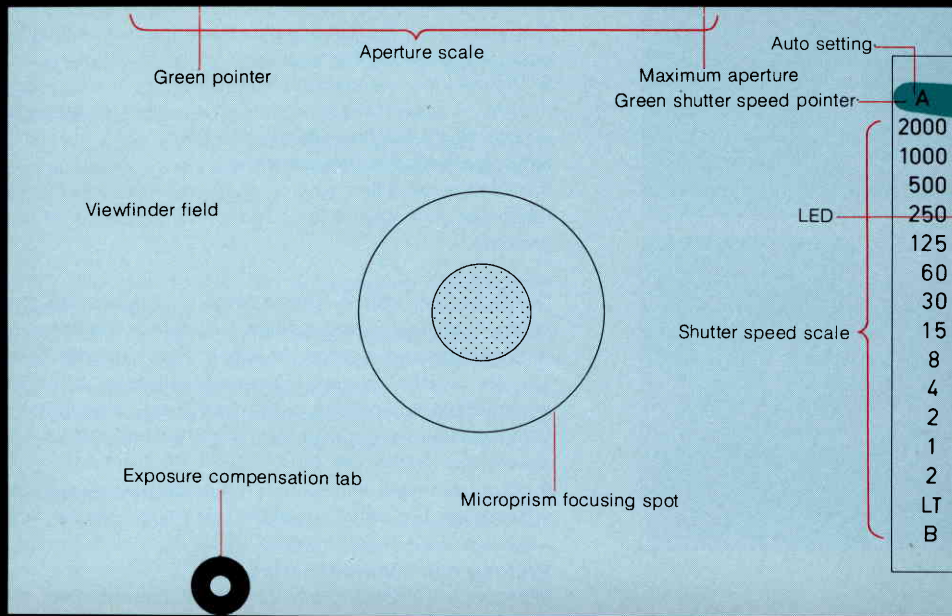 Aperture scale
Auto setting
Green pointer
Maximum aperture
Green shutter speed pointer
A
2000
1000
500
Viewfinder field
LED
250
125
60
30
Shutter speed scale
15
8
4
2
1
Exposure compensation tab
2
Microprism focusing spot
LT
B